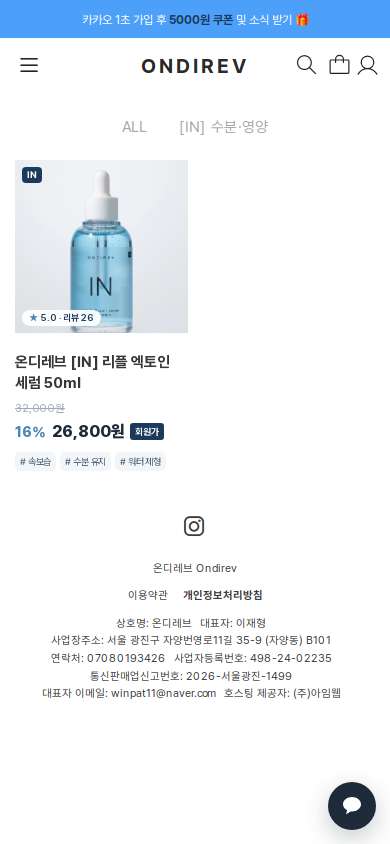 카카오 1초 가입 후 5000원 쿠폰 및 소식 받기 🎁
ONDIREV
ALL [IN] 수분·영양
IN
ONDIREV
IN
★ 5.0 · 리뷰 26
온디레브 [IN] 리플 엑토인
세럼 50ml
32,000원
16% 26,800원 회원가
# 속보습 # 수분 유지 # 워터 제형
온디레브 Ondirev
이용약관 개인정보처리방침
상호명: 온디레브 대표자: 이재형
사업장주소: 서울 광진구 자양번영로11길 35-9 (자양동) B101
연락처: 07080193426 사업자등록번호: 498-24-02235
통신판매업신고번호: 2026-서울광진-1499
대표자 이메일: winpat11@naver.com 호스팅 제공자: (주)아임웹